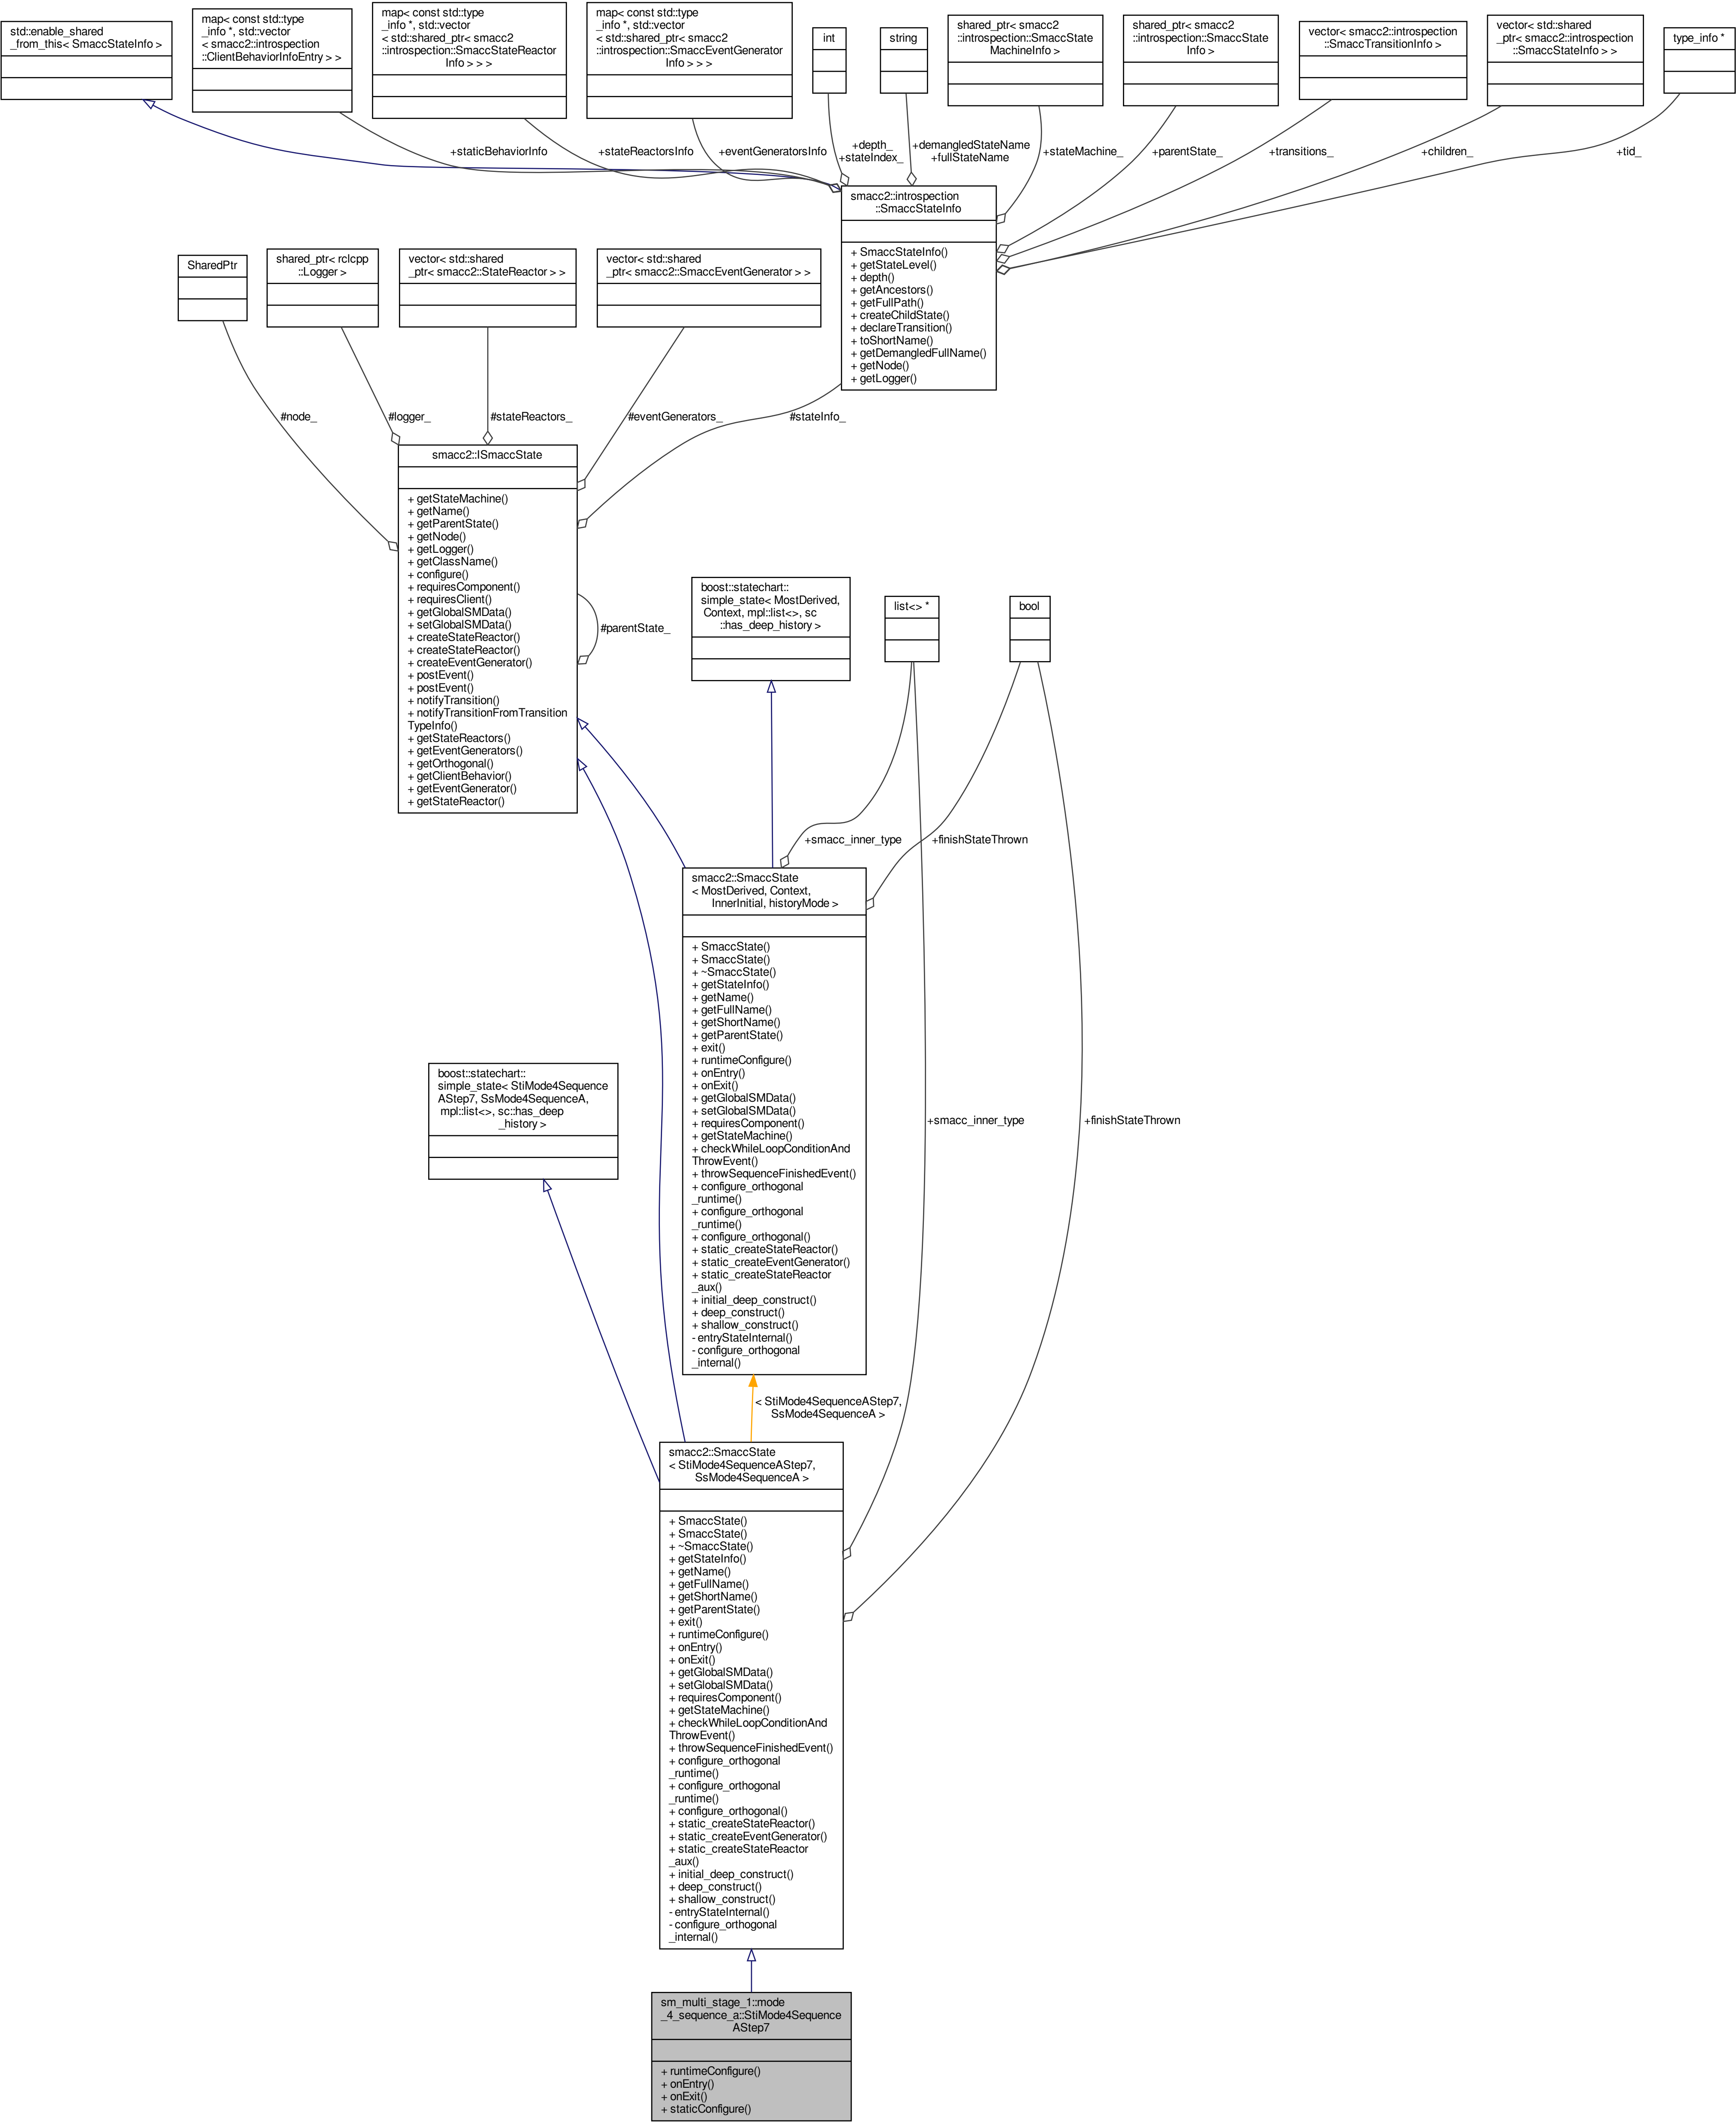 std::enable_shared
_from_this< SmaccStateInfo >
map< const std::type
_info *, std::vector
< smacc2::introspection
::ClientBehaviorInfoEntry > >
map< const std::type
_info *, std::vector
< std::shared_ptr< smacc2
::introspection::SmaccStateReactor
Info > > >
map< const std::type
_info *, std::vector
< std::shared_ptr< smacc2
::introspection::SmaccEventGenerator
Info > > >
int
string
shared_ptr< smacc2
::introspection::SmaccState
MachineInfo >
shared_ptr< smacc2
::introspection::SmaccState
Info >
vector< smacc2::introspection
::SmaccTransitionInfo >
vector< std::shared
_ptr< smacc2::introspection
::SmaccStateInfo > >
type_info *
+staticBehaviorInfo
+stateReactorsInfo
+eventGeneratorsInfo
+depth_
+stateIndex_
+demangledStateName
+fullStateName
+stateMachine_
+parentState_
+transitions_
+children_
+tid_
smacc2::introspection
::SmaccStateInfo
+ SmaccStateInfo()
+ getStateLevel()
+ depth()
+ getAncestors()
+ getFullPath()
+ createChildState()
+ declareTransition()
+ toShortName()
+ getDemangledFullName()
+ getNode()
+ getLogger()
SharedPtr
shared_ptr< rclcpp
::Logger >
vector< std::shared
_ptr< smacc2::StateReactor > >
vector< std::shared
_ptr< smacc2::SmaccEventGenerator > >
#node_
#logger_
#stateReactors_
#eventGenerators_
#stateInfo_
smacc2::ISmaccState
+ getStateMachine()
+ getName()
+ getParentState()
+ getNode()
+ getLogger()
+ getClassName()
+ configure()
+ requiresComponent()
+ requiresClient()
+ getGlobalSMData()
+ setGlobalSMData()
+ createStateReactor()
+ createStateReactor()
+ createEventGenerator()
+ postEvent()
+ postEvent()
+ notifyTransition()
+ notifyTransitionFromTransition
TypeInfo()
+ getStateReactors()
+ getEventGenerators()
+ getOrthogonal()
+ getClientBehavior()
+ getEventGenerator()
+ getStateReactor()
#parentState_
boost::statechart::
simple_state< MostDerived,
Context, mpl::list<>, sc
::has_deep_history >
list<> *
bool
+smacc_inner_type
+finishStateThrown
smacc2::SmaccState
< MostDerived, Context,
InnerInitial, historyMode >
+ SmaccState()
+ SmaccState()
+ ~SmaccState()
+ getStateInfo()
+ getName()
+ getFullName()
+ getShortName()
+ getParentState()
+ exit()
+ runtimeConfigure()
+ onEntry()
+ onExit()
+ getGlobalSMData()
+ setGlobalSMData()
+ requiresComponent()
+ getStateMachine()
+ checkWhileLoopConditionAnd
ThrowEvent()
+ throwSequenceFinishedEvent()
+ configure_orthogonal
_runtime()
+ configure_orthogonal
_runtime()
+ configure_orthogonal()
+ static_createStateReactor()
+ static_createEventGenerator()
+ static_createStateReactor
_aux()
+ initial_deep_construct()
+ deep_construct()
+ shallow_construct()
- entryStateInternal()
- configure_orthogonal
_internal()
boost::statechart::
simple_state< StiMode4Sequence
AStep7, SsMode4SequenceA,
mpl::list<>, sc::has_deep
_history >
+smacc_inner_type
+finishStateThrown
< StiMode4SequenceAStep7,
SsMode4SequenceA >
smacc2::SmaccState
< StiMode4SequenceAStep7,
SsMode4SequenceA >
+ SmaccState()
+ SmaccState()
+ ~SmaccState()
+ getStateInfo()
+ getName()
+ getFullName()
+ getShortName()
+ getParentState()
+ exit()
+ runtimeConfigure()
+ onEntry()
+ onExit()
+ getGlobalSMData()
+ setGlobalSMData()
+ requiresComponent()
+ getStateMachine()
+ checkWhileLoopConditionAnd
ThrowEvent()
+ throwSequenceFinishedEvent()
+ configure_orthogonal
_runtime()
+ configure_orthogonal
_runtime()
+ configure_orthogonal()
+ static_createStateReactor()
+ static_createEventGenerator()
+ static_createStateReactor
_aux()
+ initial_deep_construct()
+ deep_construct()
+ shallow_construct()
- entryStateInternal()
- configure_orthogonal
_internal()
sm_multi_stage_1::mode
_4_sequence_a::StiMode4Sequence
AStep7
+ runtimeConfigure()
+ onEntry()
+ onExit()
+ staticConfigure()